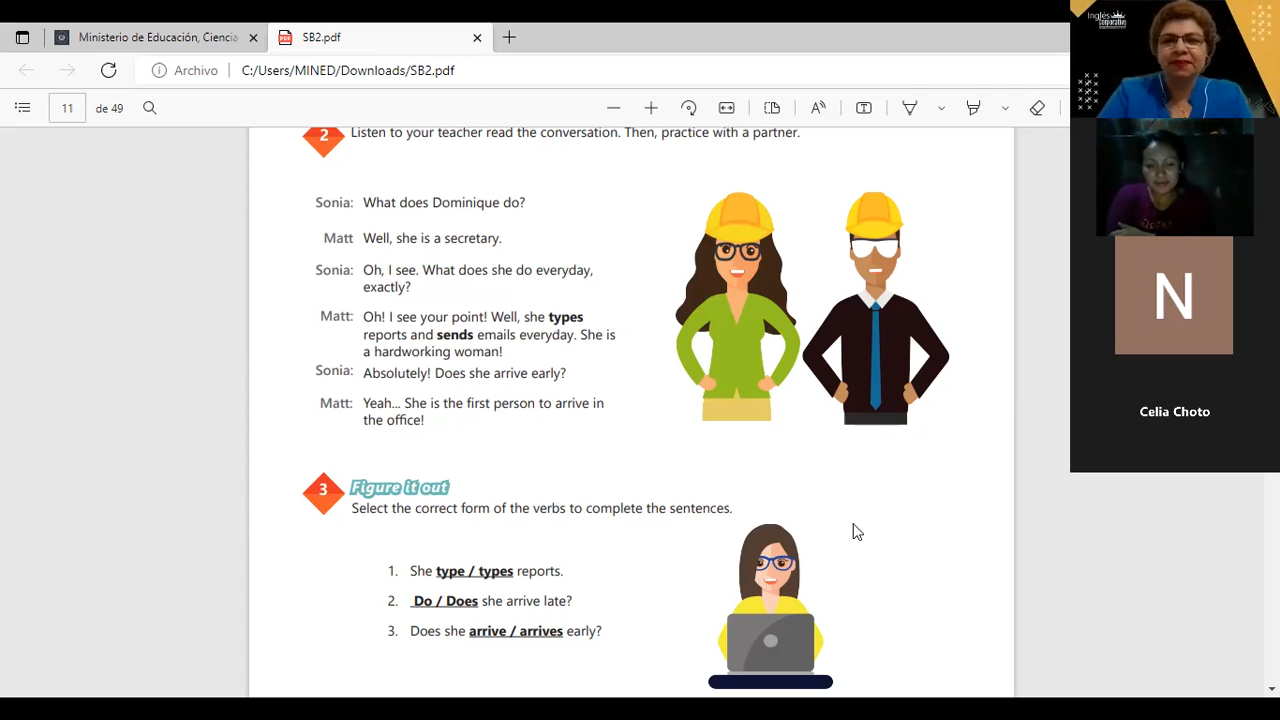 Ministerio de Educación, Ciencia
SB2.pdf
Archivo
C:/Users/MINED/Downloads/SB2.pdf
11
de 49
2
Listen to your teacher read the conversation. Then, practice with a partner.
Sonia: What does Dominique do?
Matt Well, she is a secretary.
Sonia: Oh, I see. What does she do everyday,
exactly?
Matt: Oh! I see your point! Well, she types
reports and sends emails everyday. She is
a hardworking woman!
Sonia: Absolutely! Does she arrive early?
Matt: Yeah... She is the first person to arrive in
the office!
3
Figure it out
Select the correct form of the verbs to complete the sentences.
1. She type / types reports.
2. Do / Does she arrive late?
3. Does she arrive / arrives early?
Inglés
Corporativo
N
Celia Choto